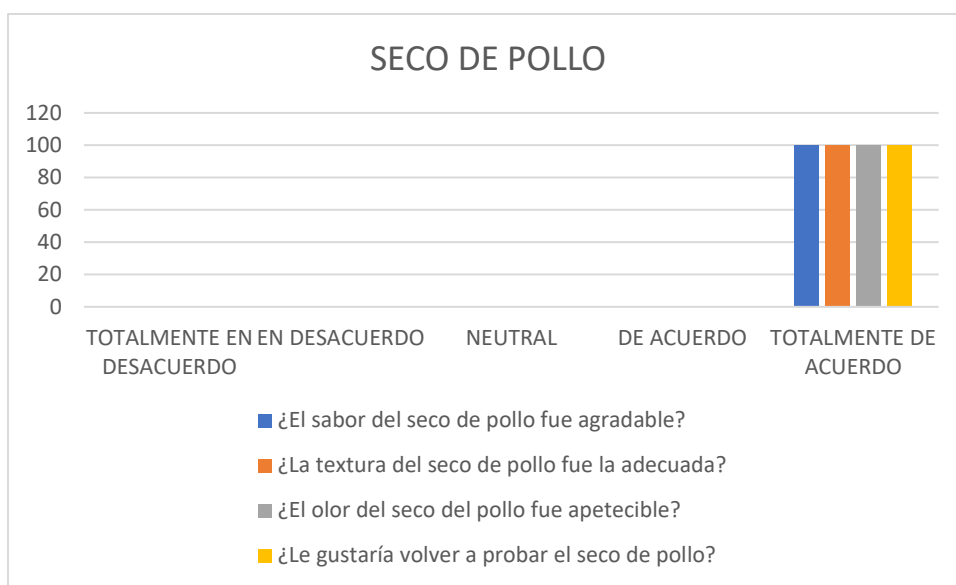 SECO DE POLLO
120
100
80
60
40
20
0
TOTALMENTE EN DESACUERDO
EN DESACUERDO
NEUTRAL
DE ACUERDO
TOTALMENTE DE ACUERDO
¿El sabor del seco de pollo fue agradable?
¿La textura del seco de pollo fue la adecuada?
¿El olor del seco del pollo fue apetecible?
¿Le gustaría volver a probar el seco de pollo?